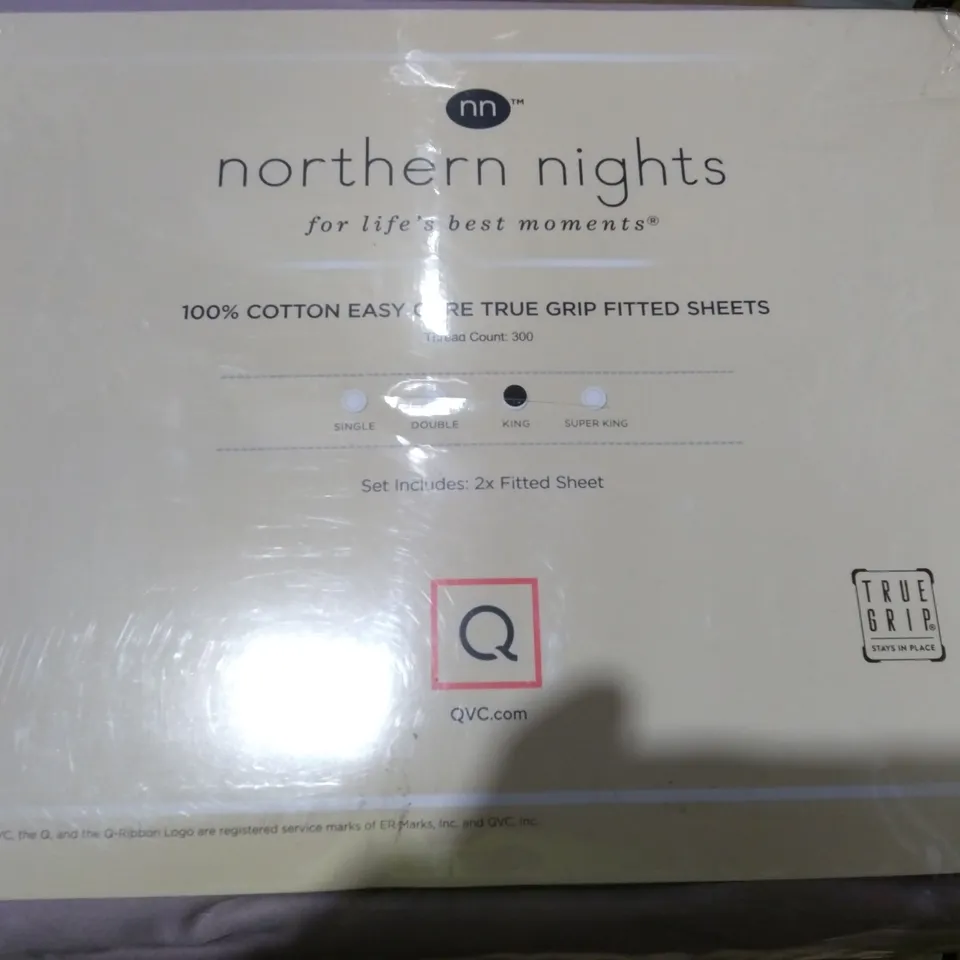 nn™
northern nights
for life's best moments®
100% COTTON EASY CARE TRUE GRIP FITTED SHEETS
Thread Count: 300
SINGLE DOUBLE KING SUPER KING
Set Includes: 2x Fitted Sheet
TRUE
GRIP®
STAYS IN PLACE
Q
QVC.com
VC, the Q, and the Q-Ribbon Logo are registered service marks of ER Marks, Inc. and QVC, Inc.